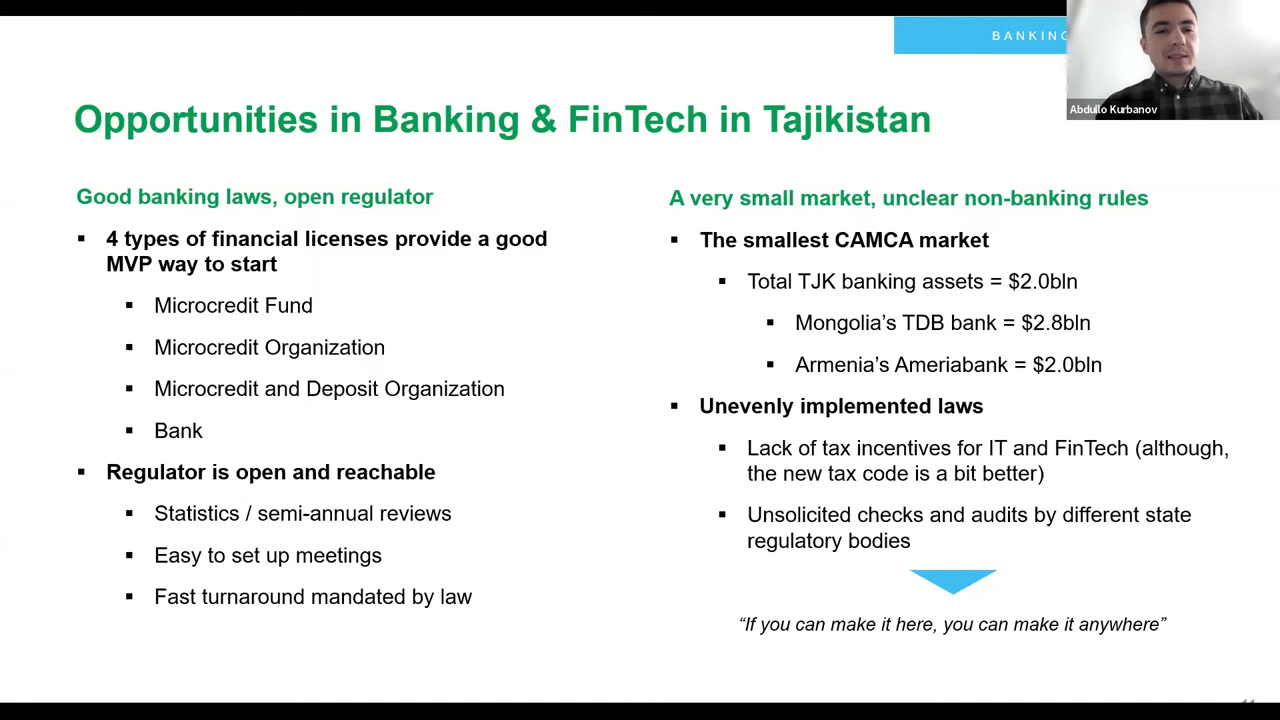 BANKING
Abdullo Kurbanov
Opportunities in Banking & FinTech in Tajikistan
Good banking laws, open regulator
▪ 4 types of financial licenses provide a good
MVP way to start
▪ Microcredit Fund
▪ Microcredit Organization
▪ Microcredit and Deposit Organization
▪ Bank
▪ Regulator is open and reachable
▪ Statistics / semi-annual reviews
▪ Easy to set up meetings
▪ Fast turnaround mandated by law
A very small market, unclear non-banking rules
▪ The smallest CAMCA market
▪ Total TJK banking assets = $2.0bln
▪ Mongolia’s TDB bank = $2.8bln
▪ Armenia’s Ameriabank = $2.0bln
▪ Unevenly implemented laws
▪ Lack of tax incentives for IT and FinTech (although,
the new tax code is a bit better)
▪ Unsolicited checks and audits by different state
regulatory bodies
“If you can make it here, you can make it anywhere”